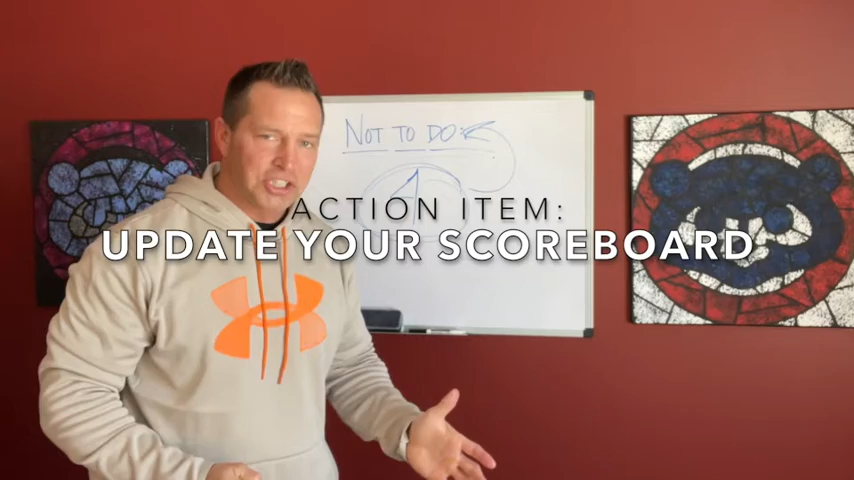 NOT TO DO:
ACTION ITEM:
UPDATE YOUR SCOREBOARD